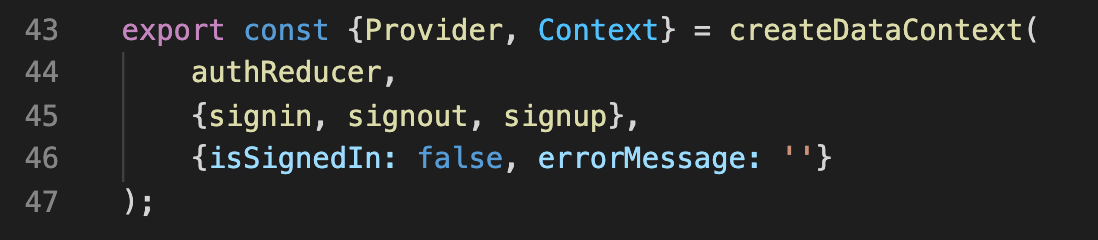 43 export const {Provider, Context} = createDataContext(
44 authReducer,
45 {signin, signout, signup},
46 {isSignedIn: false, errorMessage: ''}
47 );